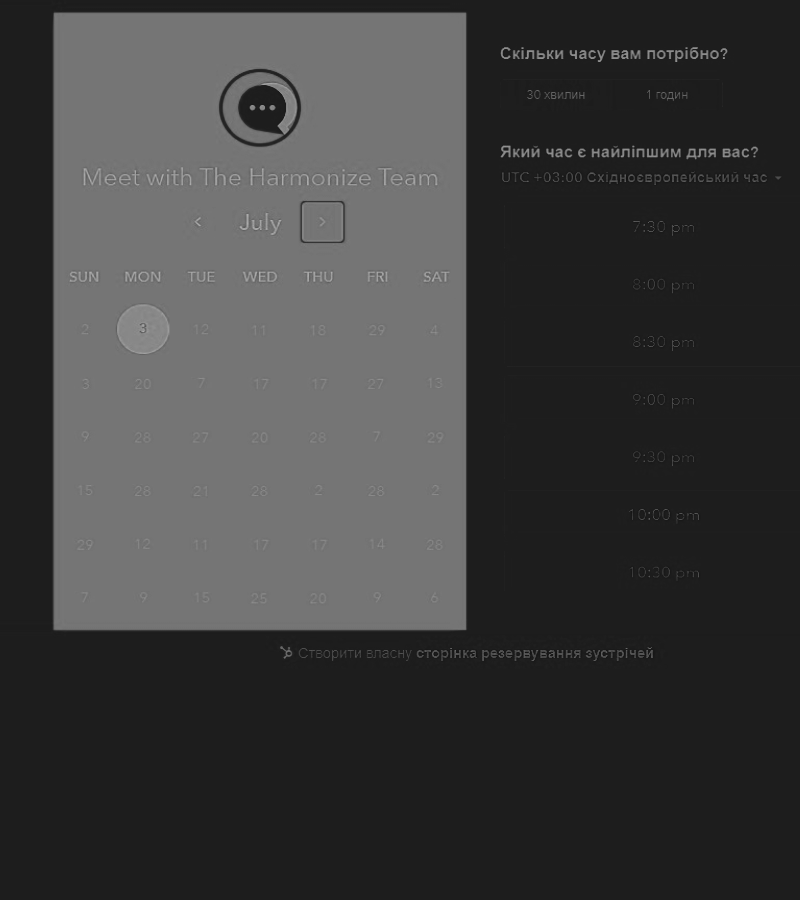 Meet with The Harmonize Team
July
SUN MON TUE WED THU FRI SAT
2 3 12 11 18 29 4
3 20 7 17 17 27 13
9 28 27 20 28 7 29
15 28 21 28 2 28 2
29 12 11 17 17 14 28
7 9 15 25 20 9 6
Скільки часу вам потрібно?
30 хвилин 1 годин
Який час є найліпшим для вас?
UTC +03:00 Східноєвропейський час
7:30 pm
8:00 pm
8:30 pm
9:00 pm
9:30 pm
10:00 pm
10:30 pm
Створити власну сторінка резервування зустрічей